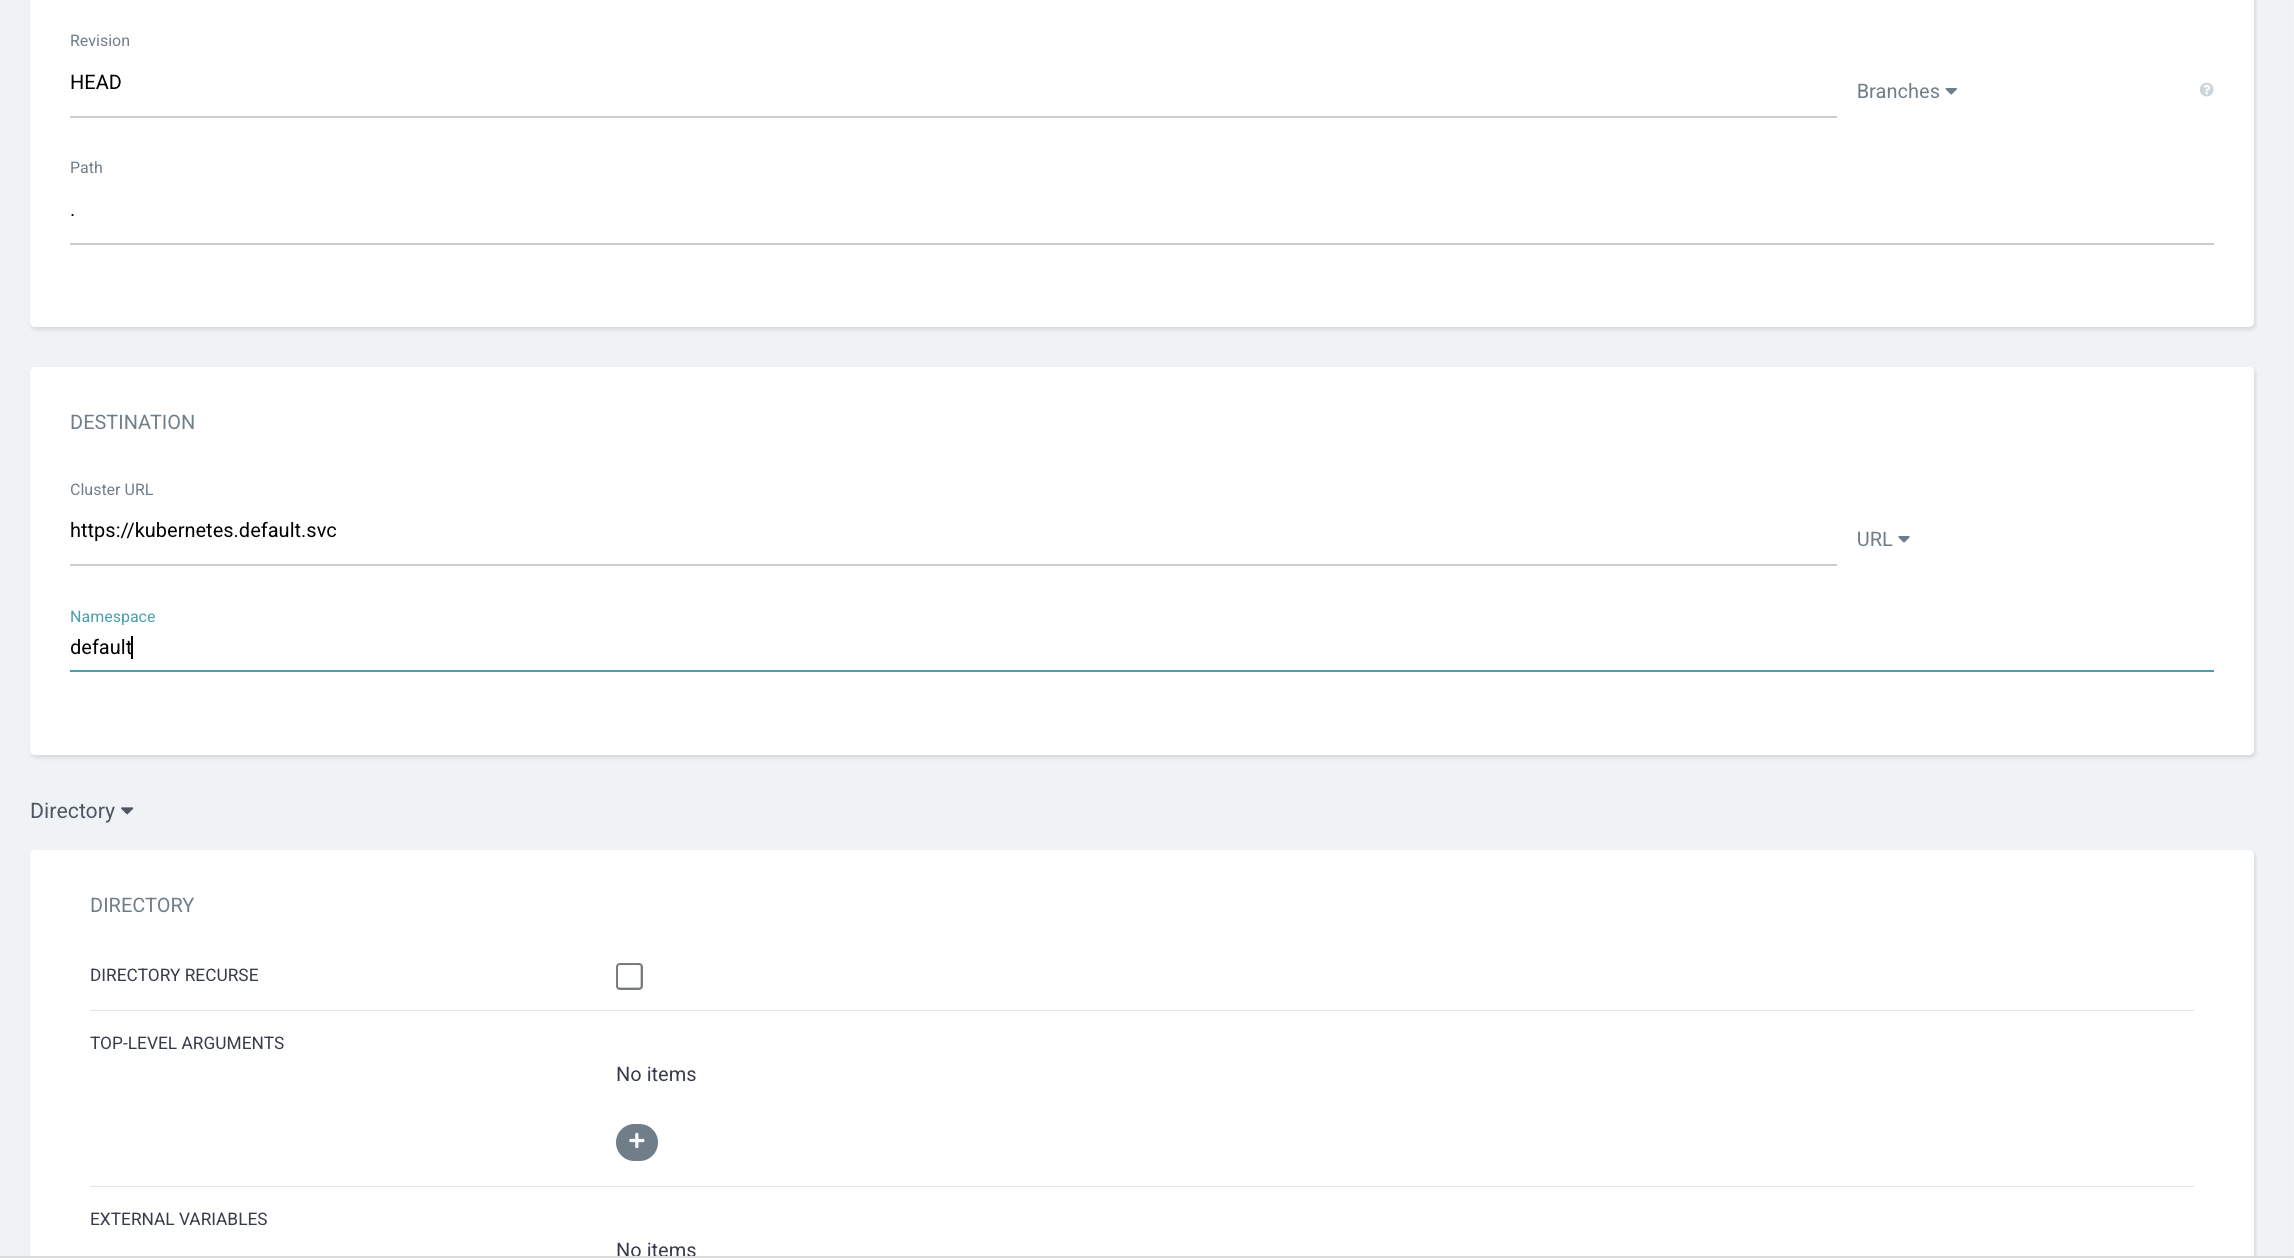 Revision
HEAD
Branches
?
Path
.
DESTINATION
Cluster URL
https://kubernetes.default.svc
URL
Namespace
default
Directory
DIRECTORY
DIRECTORY RECURSE
TOP-LEVEL ARGUMENTS
No items
+
EXTERNAL VARIABLES
No items